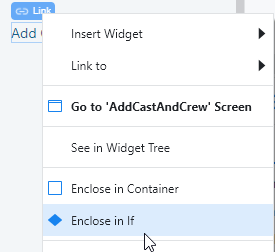 Link
Add
Insert Widget
Link to
Go to 'AddCastAndCrew' Screen
See in Widget Tree
Enclose in Container
Enclose in If